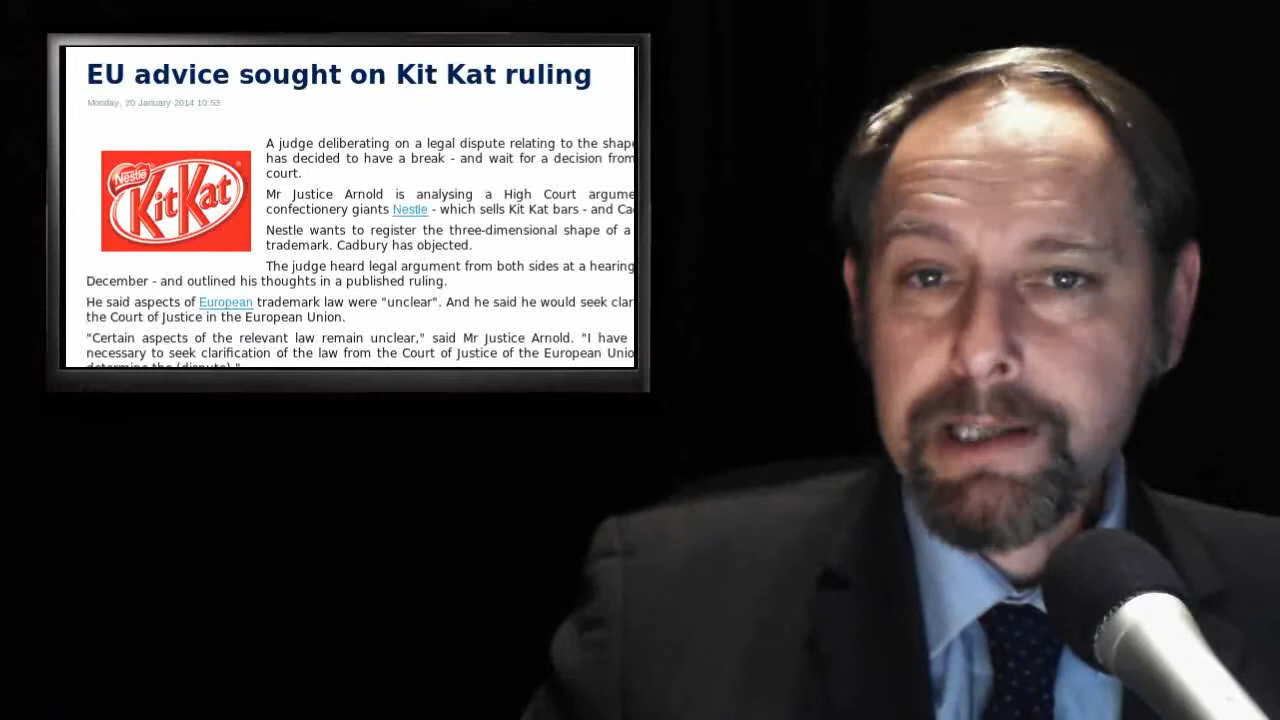 EU advice sought on Kit Kat ruling
Monday, 20 January 2014 10:53
A judge deliberating on a legal dispute relating to the shape
has decided to have a break - and wait for a decision from
court.
Nestlé
KitKat
Mr Justice Arnold is analysing a High Court
confectionery giants Nestle - which sells Kit Kat bars - and
Nestle wants to register the three-dimensional shape of a
trademark. Cadbury has objected.
The judge heard legal argument from both sides at a hearing
December - and outlined his thoughts in a published ruling.
He said aspects of European trademark law were "unclear". And he said he would seek
the Court of Justice in the European Union.
"Certain aspects of the relevant law remain unclear," said Mr Justice Arnold. "I have
necessary to seek clarification of the law from the Court of Justice of the European